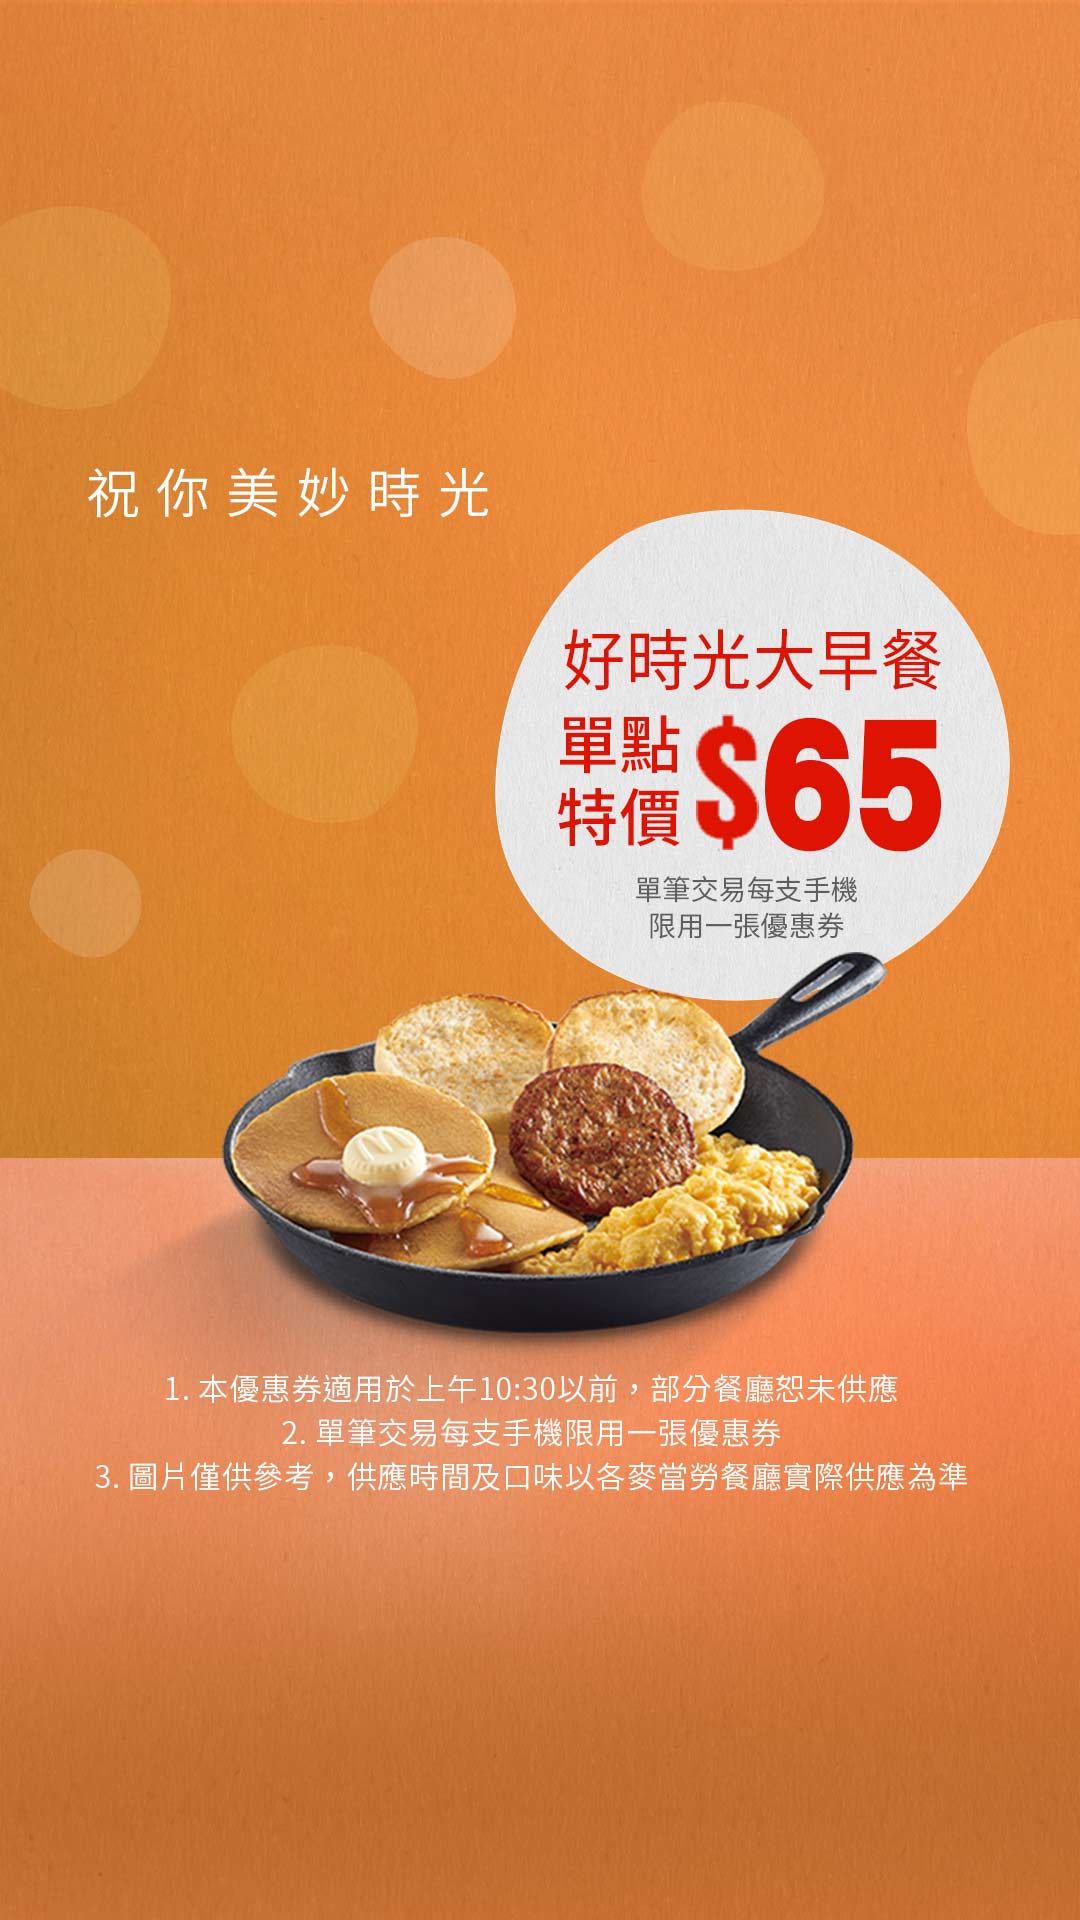 祝你美妙時光
好時光大早餐
單點
特價 $65
單筆交易每支手機
限用一張優惠券
1. 本優惠券適用於上午10:30以前，部分餐廳恕未供應
2. 單筆交易每支手機限用一張優惠券
3. 圖片僅供參考，供應時間及口味以各麥當勞餐廳實際供應為準